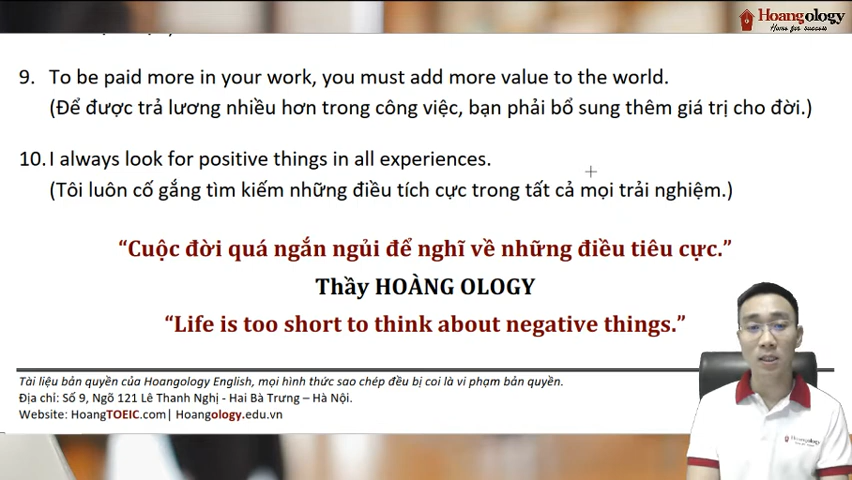 Hoangology
Home for success
9. To be paid more in your work, you must add more value to the world.
(Để được trả lương nhiều hơn trong công việc, bạn phải bổ sung thêm giá trị cho đời.)
10. I always look for positive things in all experiences.
(Tôi luôn cố gắng tìm kiếm những điều tích cực trong tất cả mọi trải nghiệm.)
“Cuộc đời quá ngắn ngủi để nghĩ về những điều tiêu cực.”
Thầy HOÀNG OLOGY
“Life is too short to think about negative things.”
Tài liệu bản quyền của Hoangology English, mọi hình thức sao chép đều bị coi là vi phạm bản quyền.
Địa chỉ: Số 9, Ngõ 121 Lê Thanh Nghị - Hai Bà Trưng – Hà Nội.
Website: HoangTOEIC.com| Hoangology.edu.vn
Hoangology